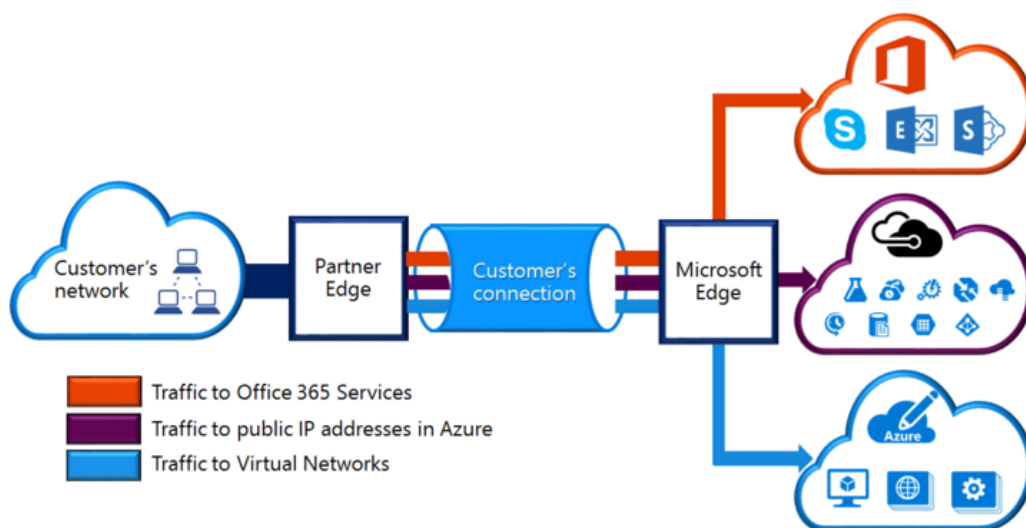 Customer's
network
Partner
Edge
Customer's
connection
Microsoft
Edge
S
E
S
Azure
Traffic to Office 365 Services
Traffic to public IP addresses in Azure
Traffic to Virtual Networks